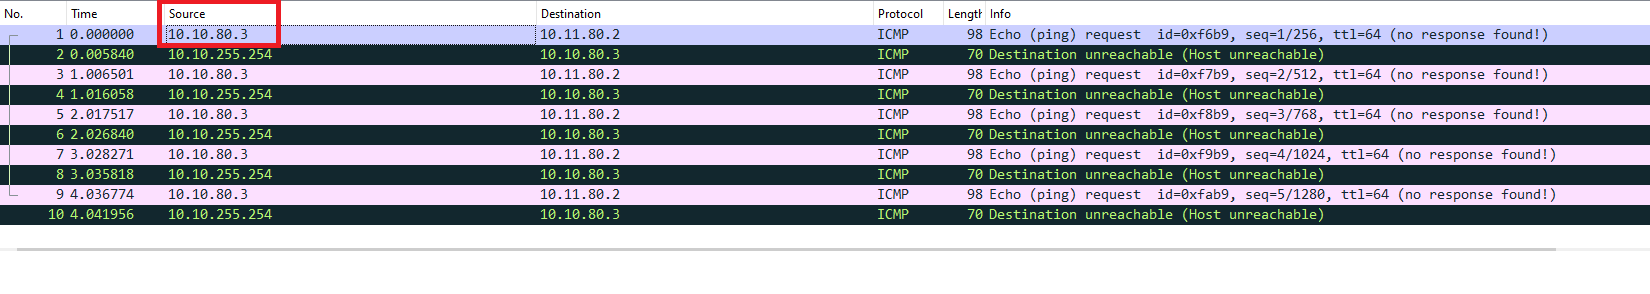 No. Time Source Destination Protocol Length Info
1 0.000000 10.10.80.3 10.11.80.2 ICMP 98 Echo (ping) request id=0xf6b9, seq=1/256, ttl=64 (no response found!)
2 0.005840 10.10.255.254 10.10.80.3 ICMP 70 Destination unreachable (Host unreachable)
3 1.006501 10.10.80.3 10.11.80.2 ICMP 98 Echo (ping) request id=0xf7b9, seq=2/512, ttl=64 (no response found!)
4 1.016058 10.10.255.254 10.10.80.3 ICMP 70 Destination unreachable (Host unreachable)
5 2.017517 10.10.80.3 10.11.80.2 ICMP 98 Echo (ping) request id=0xf8b9, seq=3/768, ttl=64 (no response found!)
6 2.026840 10.10.255.254 10.10.80.3 ICMP 70 Destination unreachable (Host unreachable)
7 3.028271 10.10.80.3 10.11.80.2 ICMP 98 Echo (ping) request id=0xf9b9, seq=4/1024, ttl=64 (no response found!)
8 3.035818 10.10.255.254 10.10.80.3 ICMP 70 Destination unreachable (Host unreachable)
9 4.036774 10.10.80.3 10.11.80.2 ICMP 98 Echo (ping) request id=0xfab9, seq=5/1280, ttl=64 (no response found!)
10 4.041956 10.10.255.254 10.10.80.3 ICMP 70 Destination unreachable (Host unreachable)